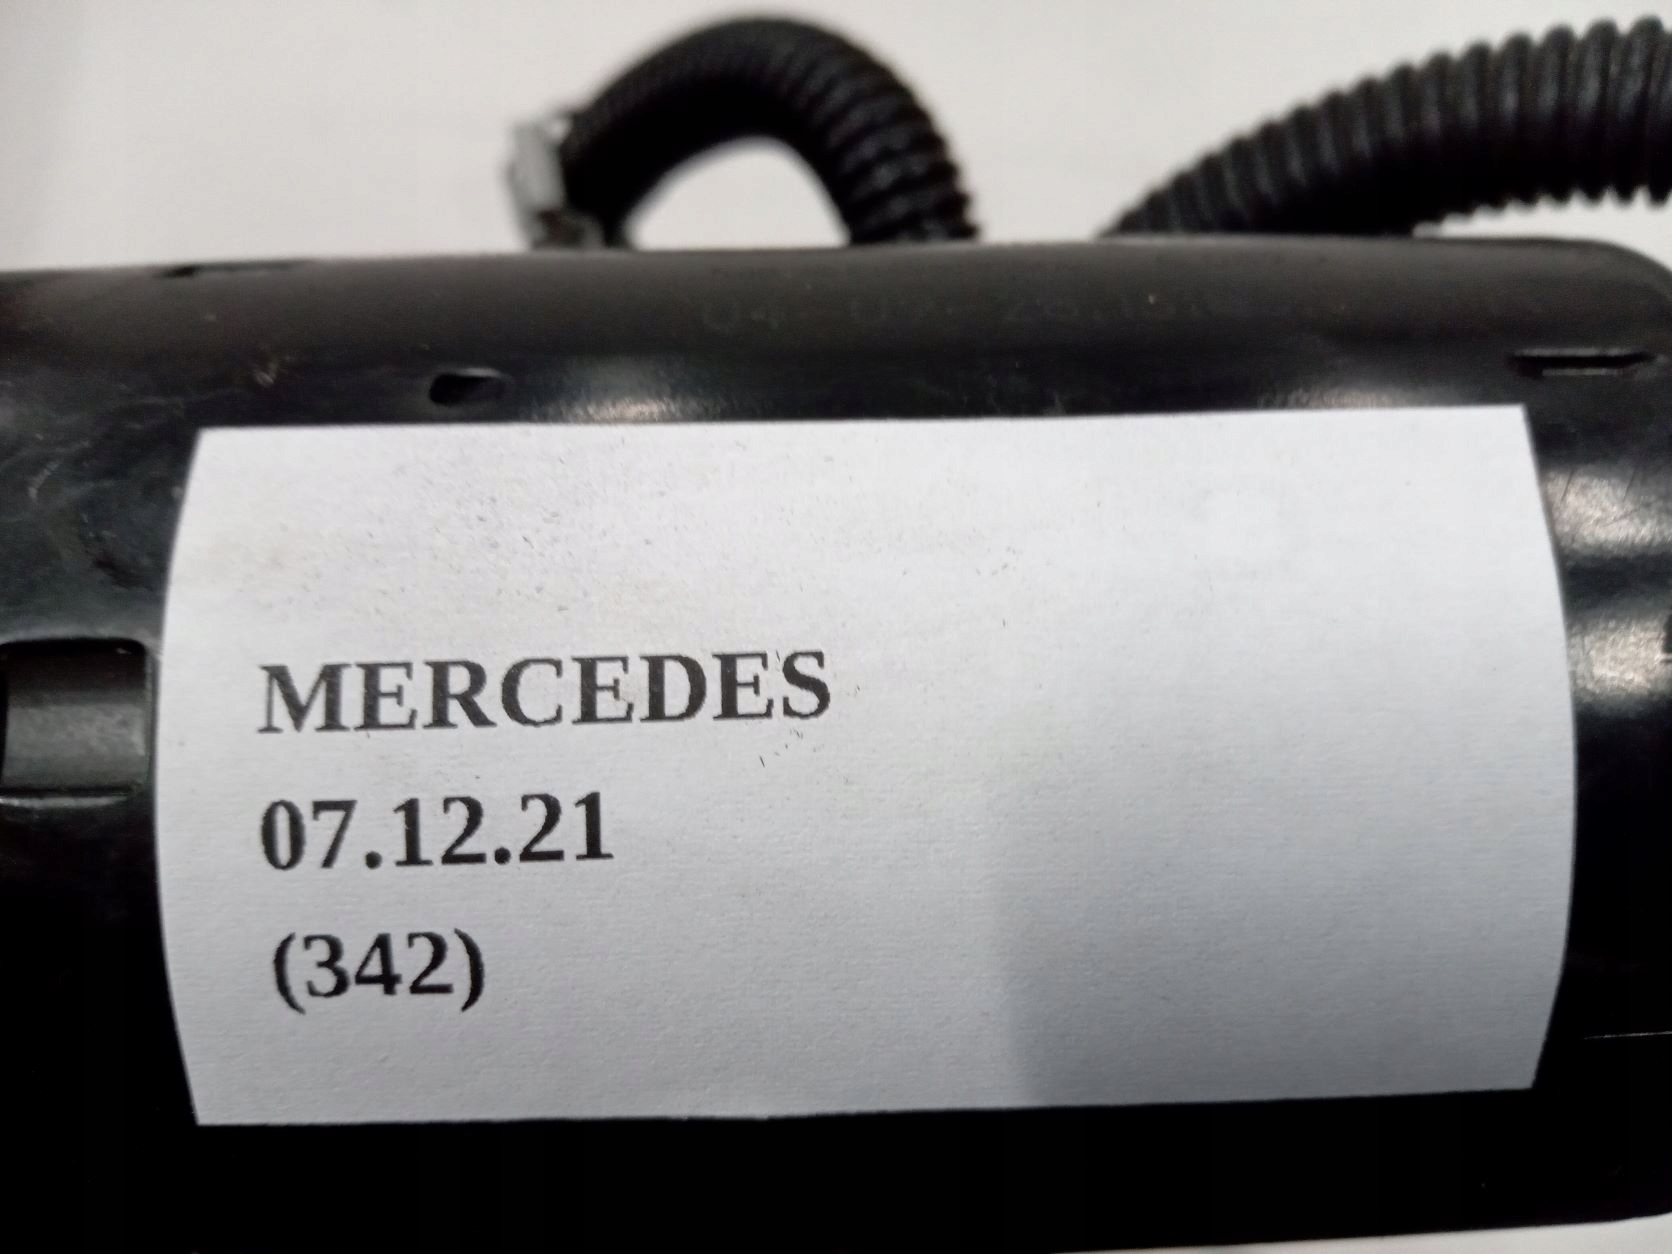 MERCEDES
07.12.21
(342)